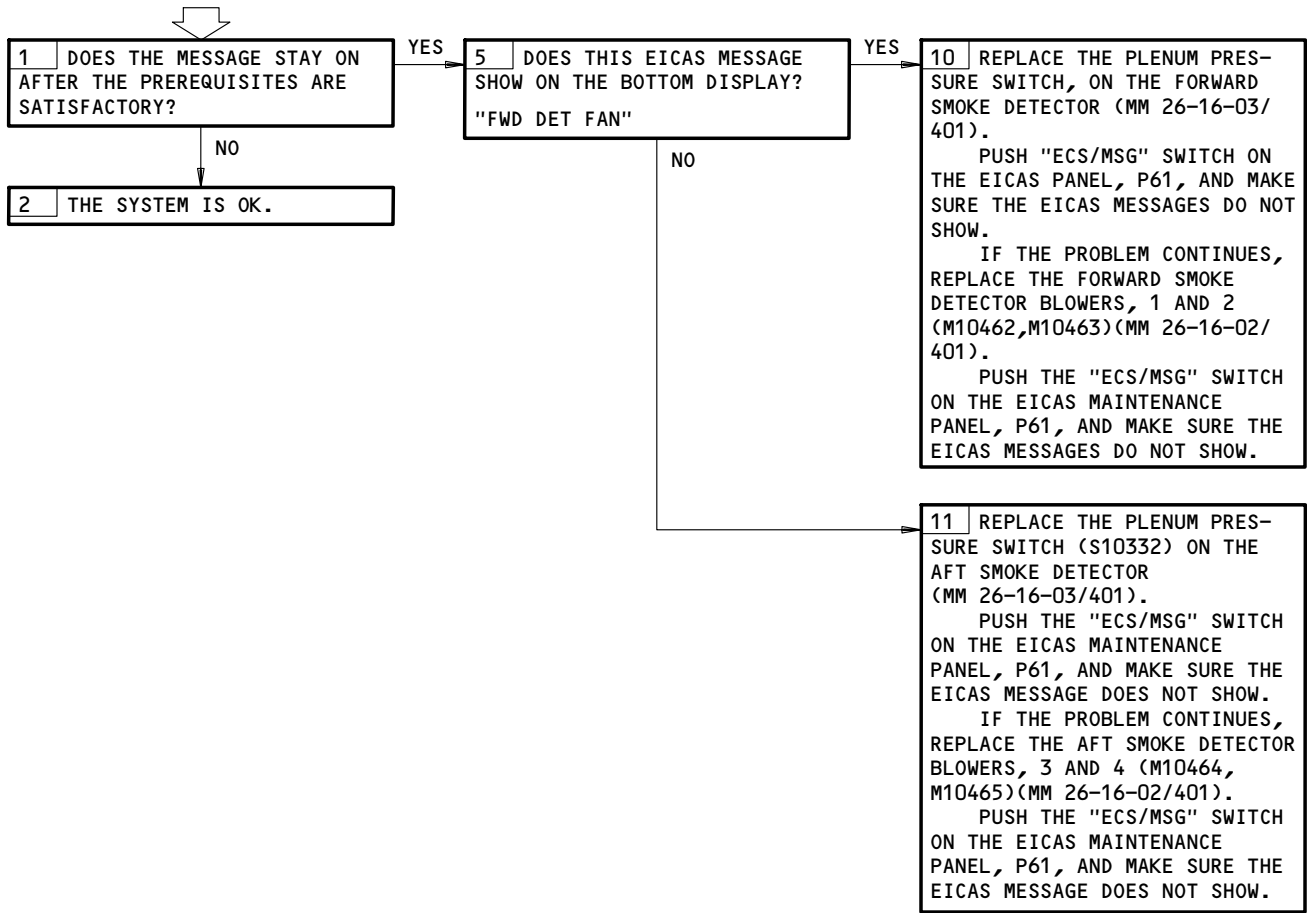 1 DOES THE MESSAGE STAY ON
AFTER THE PREREQUISITES ARE
SATISFACTORY?
YES
NO
2 THE SYSTEM IS OK.
5 DOES THIS EICAS MESSAGE
SHOW ON THE BOTTOM DISPLAY?
"FWD DET FAN"
YES
NO
10 REPLACE THE PLENUM PRES-
SURE SWITCH, ON THE FORWARD
SMOKE DETECTOR (MM 26-16-03/
401).
PUSH "ECS/MSG" SWITCH ON
THE EICAS PANEL, P61, AND MAKE
SURE THE EICAS MESSAGES DO NOT
SHOW.
IF THE PROBLEM CONTINUES,
REPLACE THE FORWARD SMOKE
DETECTOR BLOWERS, 1 AND 2
(M10462,M10463)(MM 26-16-02/
401).
PUSH THE "ECS/MSG" SWITCH
ON THE EICAS MAINTENANCE
PANEL, P61, AND MAKE SURE THE
EICAS MESSAGES DO NOT SHOW.
11 REPLACE THE PLENUM PRES-
SURE SWITCH (S10332) ON THE
AFT SMOKE DETECTOR
(MM 26-16-03/401).
PUSH THE "ECS/MSG" SWITCH
ON THE EICAS MAINTENANCE
PANEL, P61, AND MAKE SURE THE
EICAS MESSAGE DOES NOT SHOW.
IF THE PROBLEM CONTINUES,
REPLACE THE AFT SMOKE DETECTOR
BLOWERS, 3 AND 4 (M10464,
M10465)(MM 26-16-02/401).
PUSH THE "ECS/MSG" SWITCH
ON THE EICAS MAINTENANCE
PANEL, P61, AND MAKE SURE THE
EICAS MESSAGE DOES NOT SHOW.